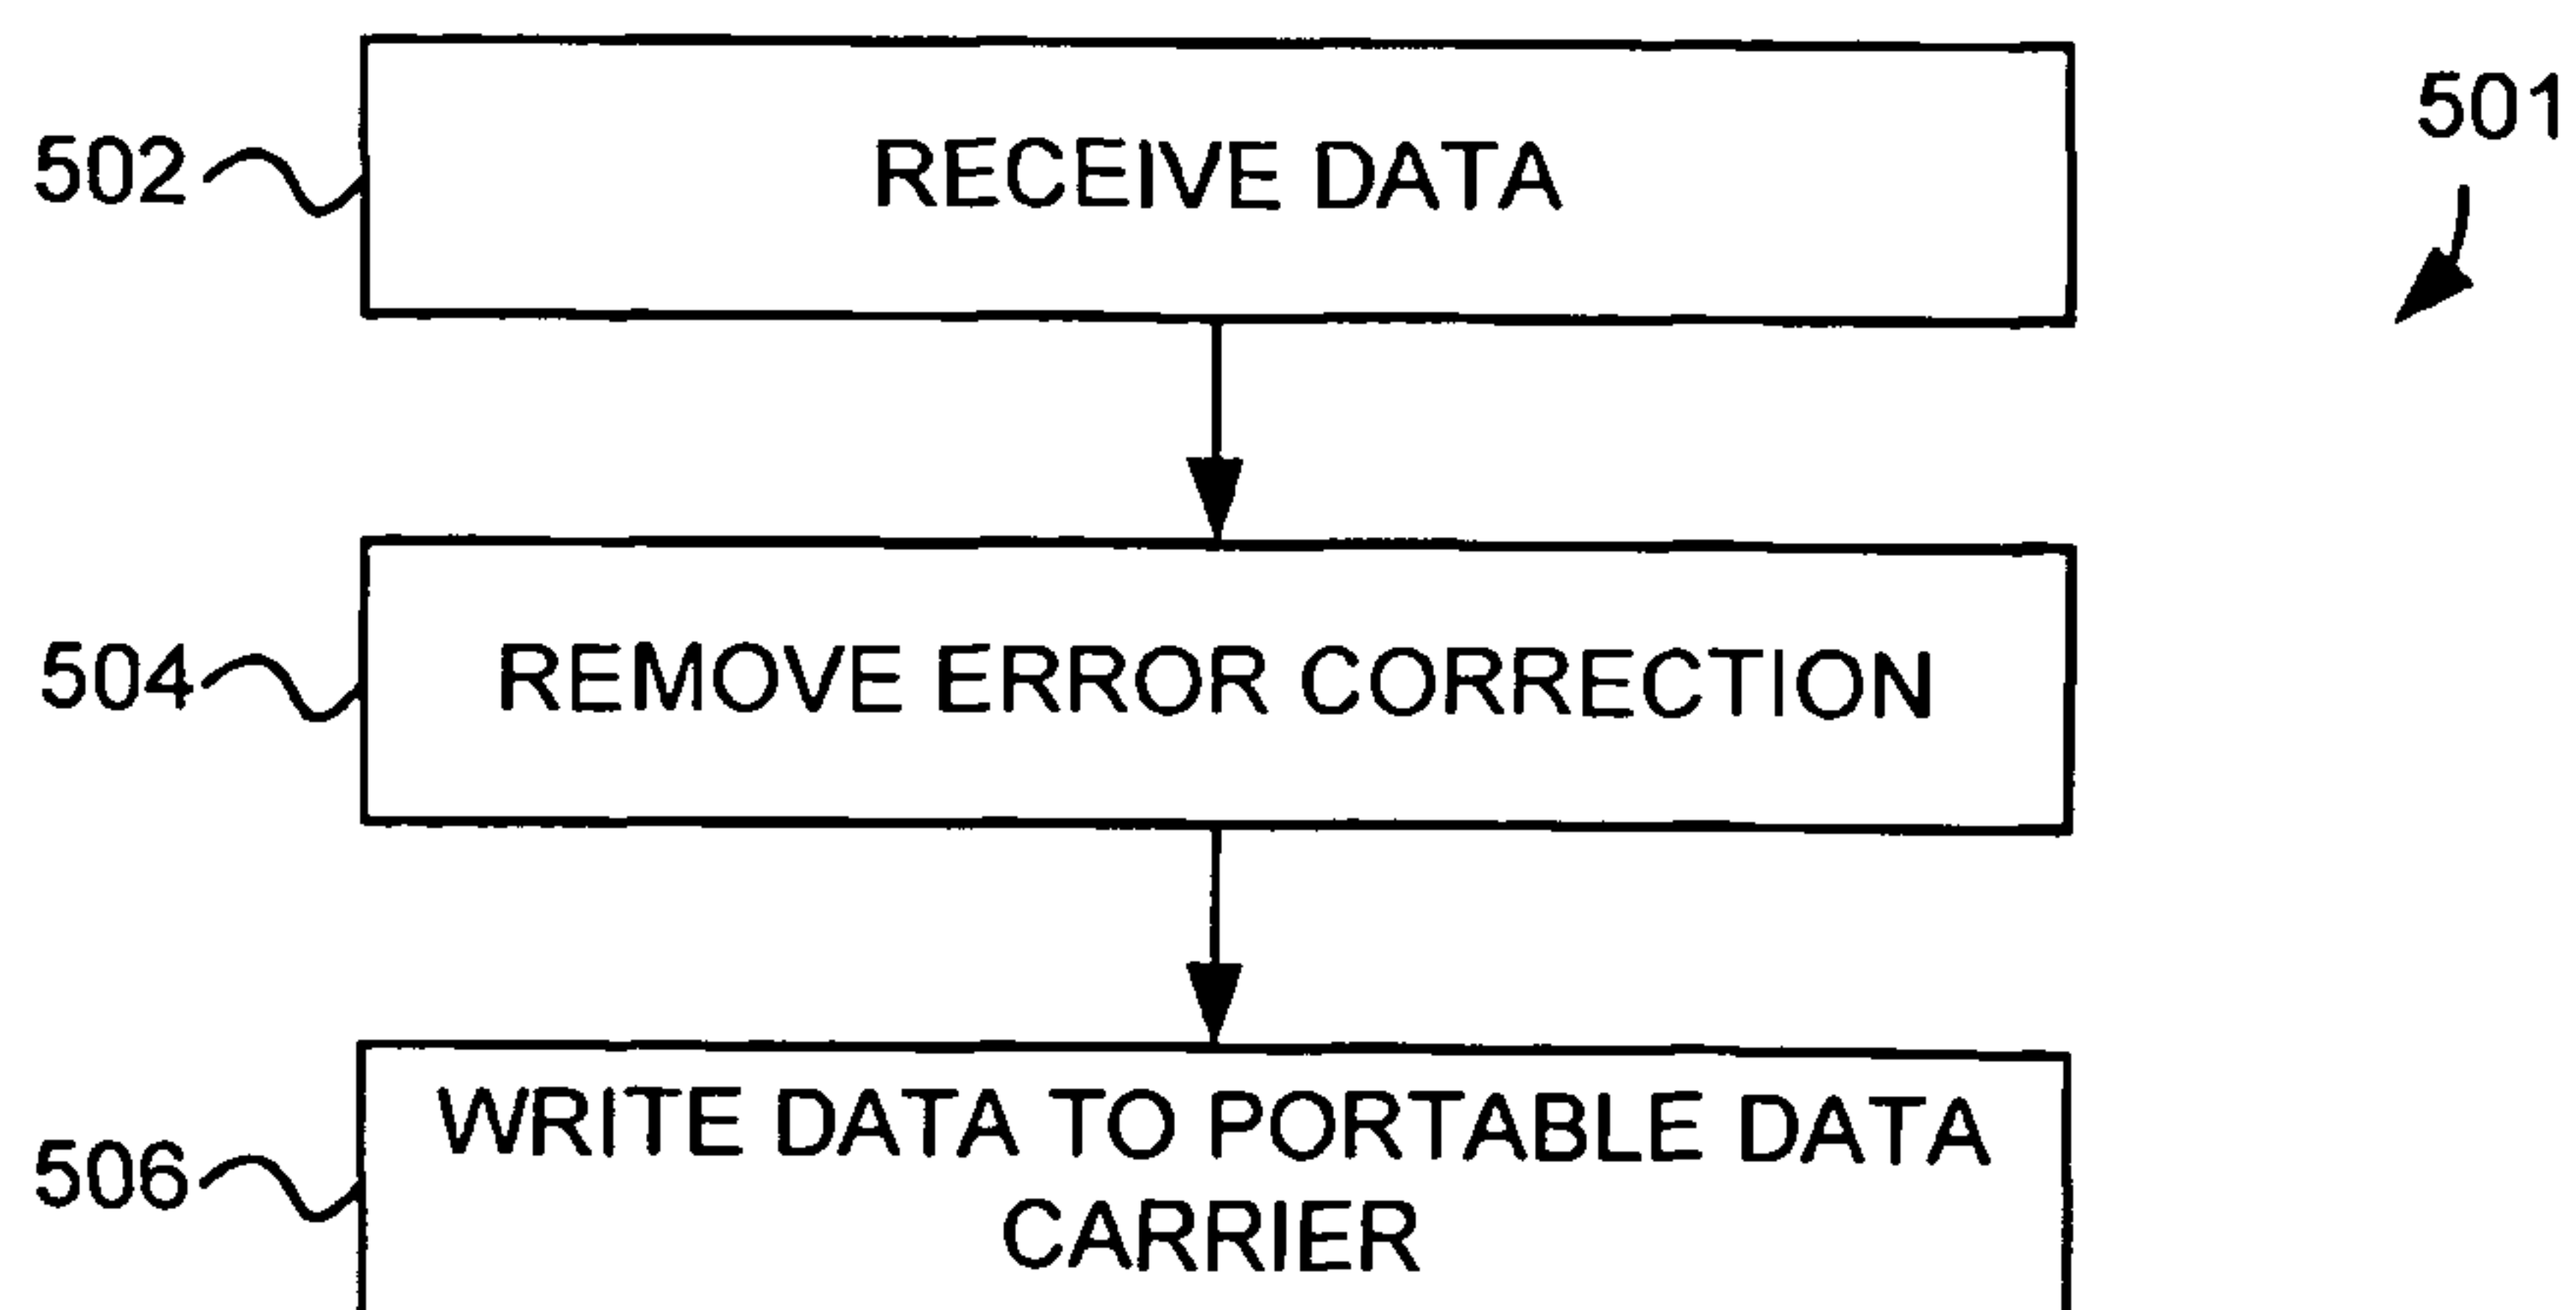 501
502
RECEIVE DATA
504
REMOVE ERROR CORRECTION
506
WRITE DATA TO PORTABLE DATA
CARRIER